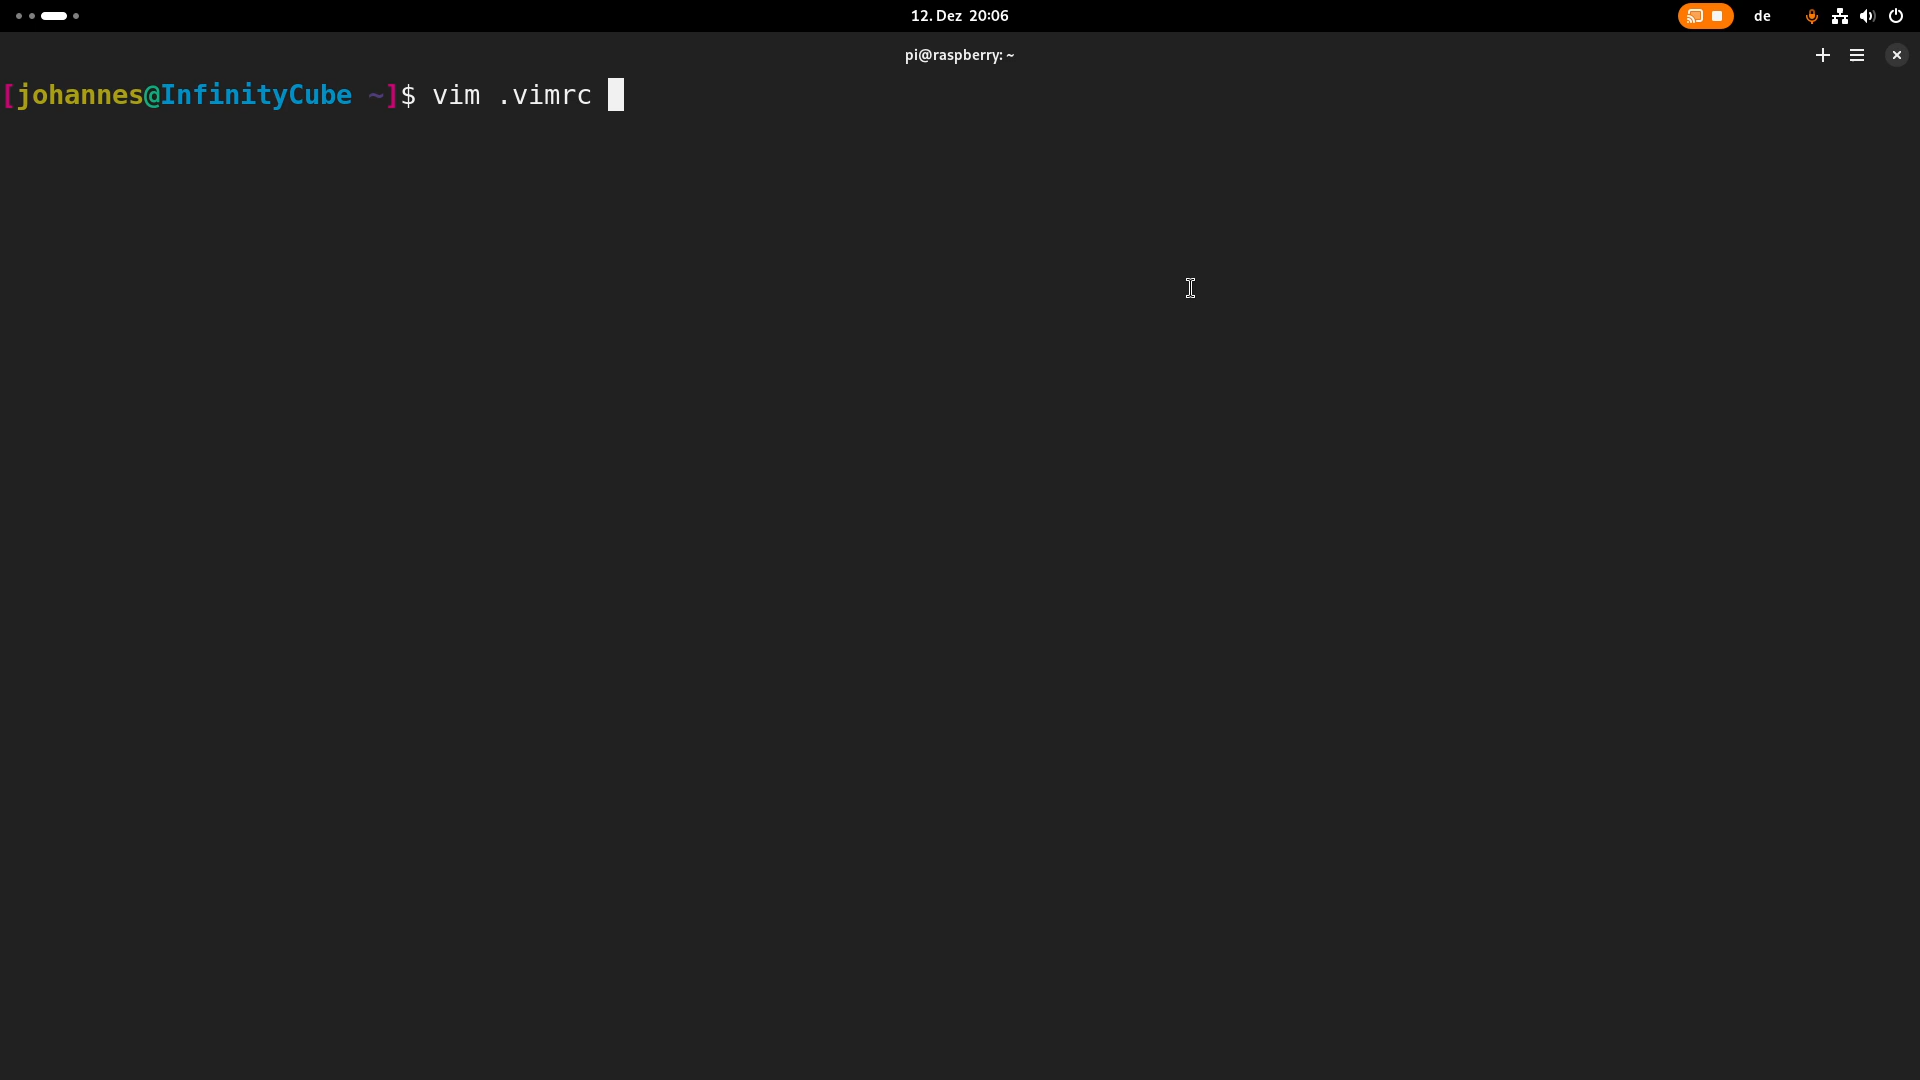 12. Dez 20:06
de
pi@raspberry: ~
[johannes@InfinityCube ~]$ vim .vimrc